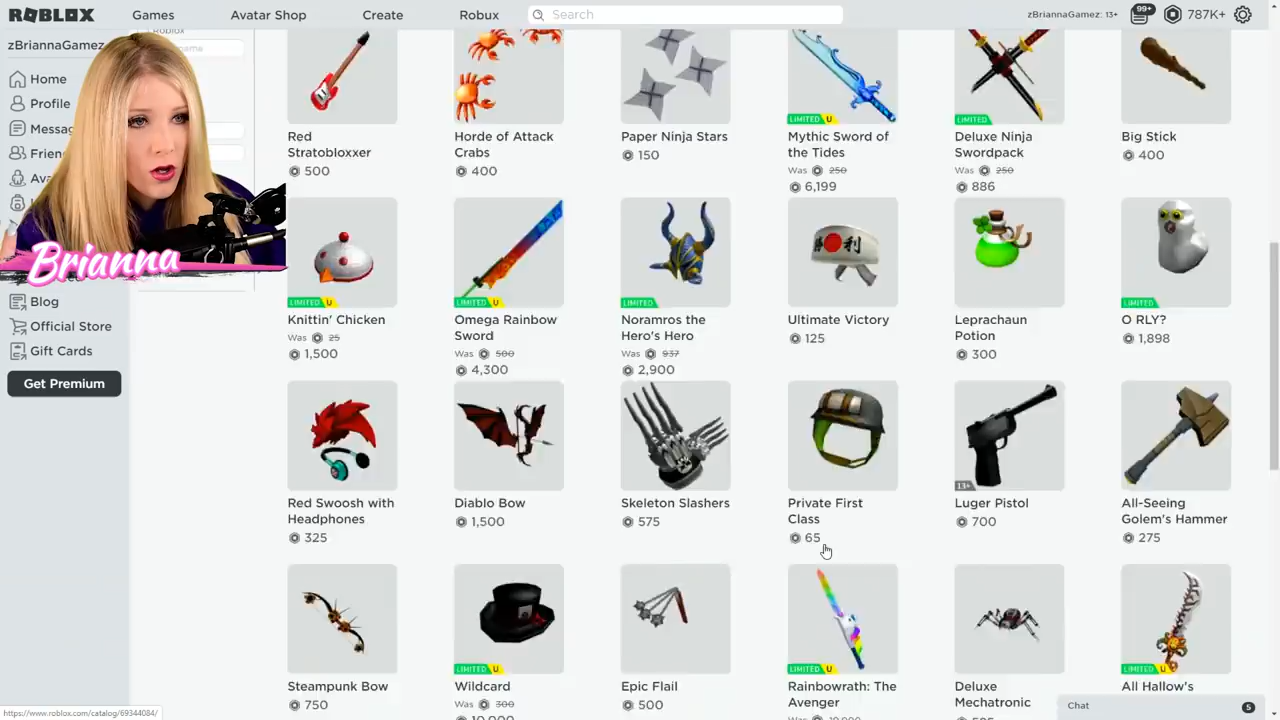 ROBLOX Games Avatar Shop Create Robux Search zBriannaGamez: 13+ 99+ 787K+
zBriannaGamez
Roblox
Home
Profile
Messag
Frien
Ava
Brianna
Blog
Official Store
Gift Cards
Get Premium
Red Stratobloxxer
500
Horde of Attack Crabs
400
Paper Ninja Stars
150
LIMITED U
Mythic Sword of the Tides
Was 250
6,199
LIMITED
Deluxe Ninja Swordpack
Was 250
886
Big Stick
400
LIMITED U
Knittin' Chicken
Was 25
1,500
LIMITED U
Omega Rainbow Sword
Was 500
4,300
LIMITED
Noramros the Hero's Hero
Was 937
2,900
勝 利
Ultimate Victory
125
Leprechaun Potion
300
LIMITED
O RLY?
1,898
Red Swoosh with Headphones
325
Diablo Bow
1,500
Skeleton Slashers
575
Private First Class
65
13+
Luger Pistol
700
All-Seeing Golem's Hammer
275
Steampunk Bow
750
LIMITED U
Wildcard
Was 300
Epic Flail
500
LIMITED U
Rainbowrath: The Avenger
Deluxe Mechatronic
LIMITED U
All Hallow's
Chat 5
https://www.roblox.com/catalog/69344084/